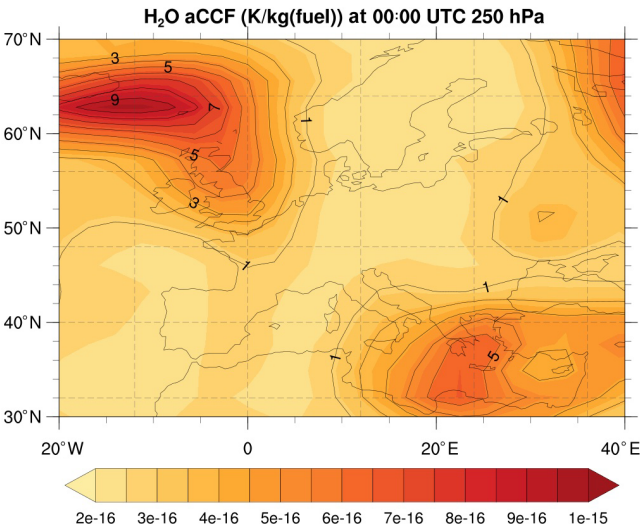 H₂O aCCF (K/kg(fuel)) at 00:00 UTC 250 hPa
70°N
3
5
9
7
60°N
1
5
3
1
50°N
1
1
40°N
1
5
30°N
20°W 0 20°E 40°E
2e-16 3e-16 4e-16 5e-16 6e-16 7e-16 8e-16 9e-16 1e-15